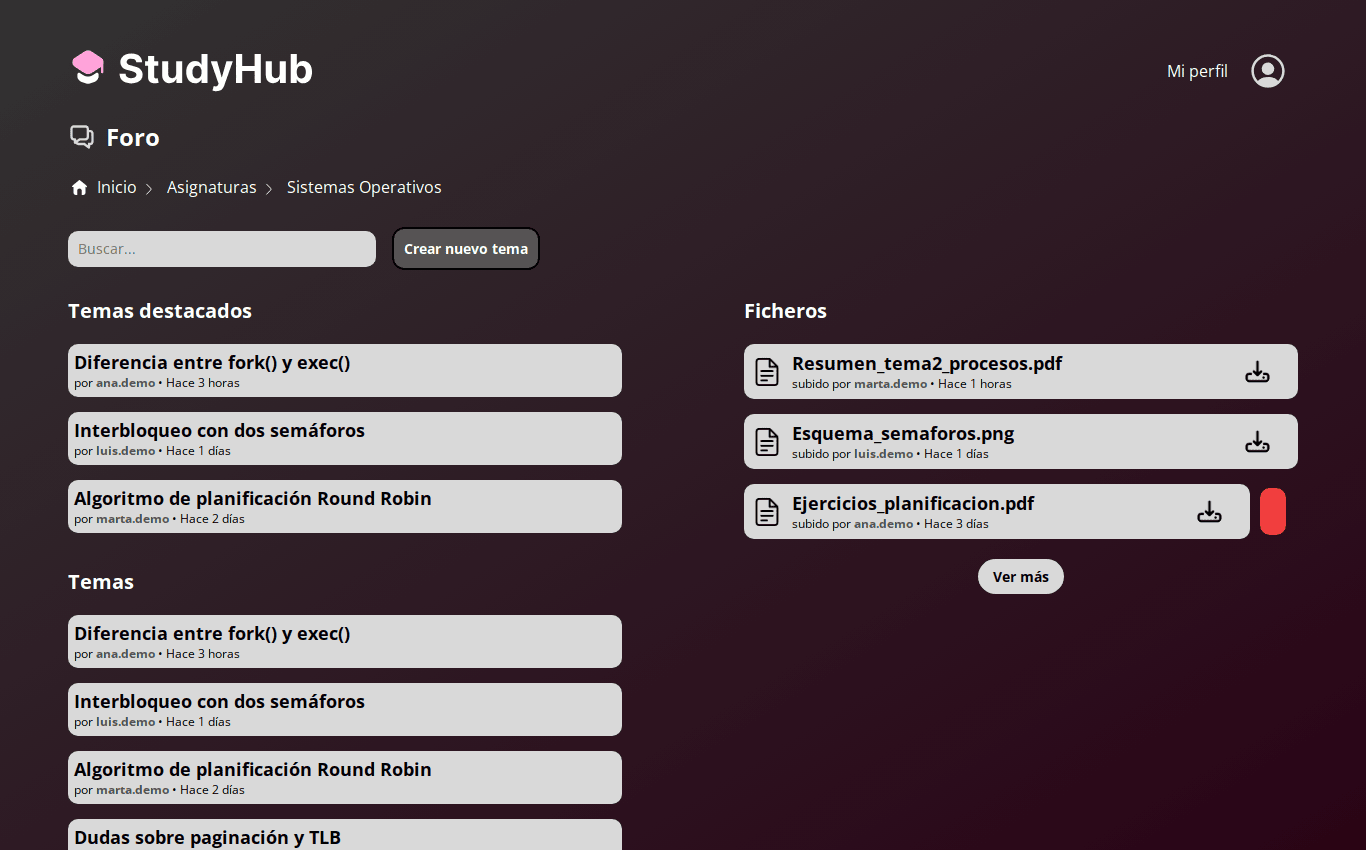 StudyHub
Mi perfil
Foro
Inicio > Asignaturas > Sistemas Operativos
Buscar...
Crear nuevo tema
Temas destacados
Diferencia entre fork() y exec()
por ana.demo • Hace 3 horas
Interbloqueo con dos semáforos
por luis.demo • Hace 1 días
Algoritmo de planificación Round Robin
por marta.demo • Hace 2 días
Temas
Diferencia entre fork() y exec()
por ana.demo • Hace 3 horas
Interbloqueo con dos semáforos
por luis.demo • Hace 1 días
Algoritmo de planificación Round Robin
por marta.demo • Hace 2 días
Dudas sobre paginación y TLB
Ficheros
Resumen_tema2_procesos.pdf
subido por marta.demo • Hace 1 horas
Esquema_semaforos.png
subido por luis.demo • Hace 1 días
Ejercicios_planificacion.pdf
subido por ana.demo • Hace 3 días
Ver más